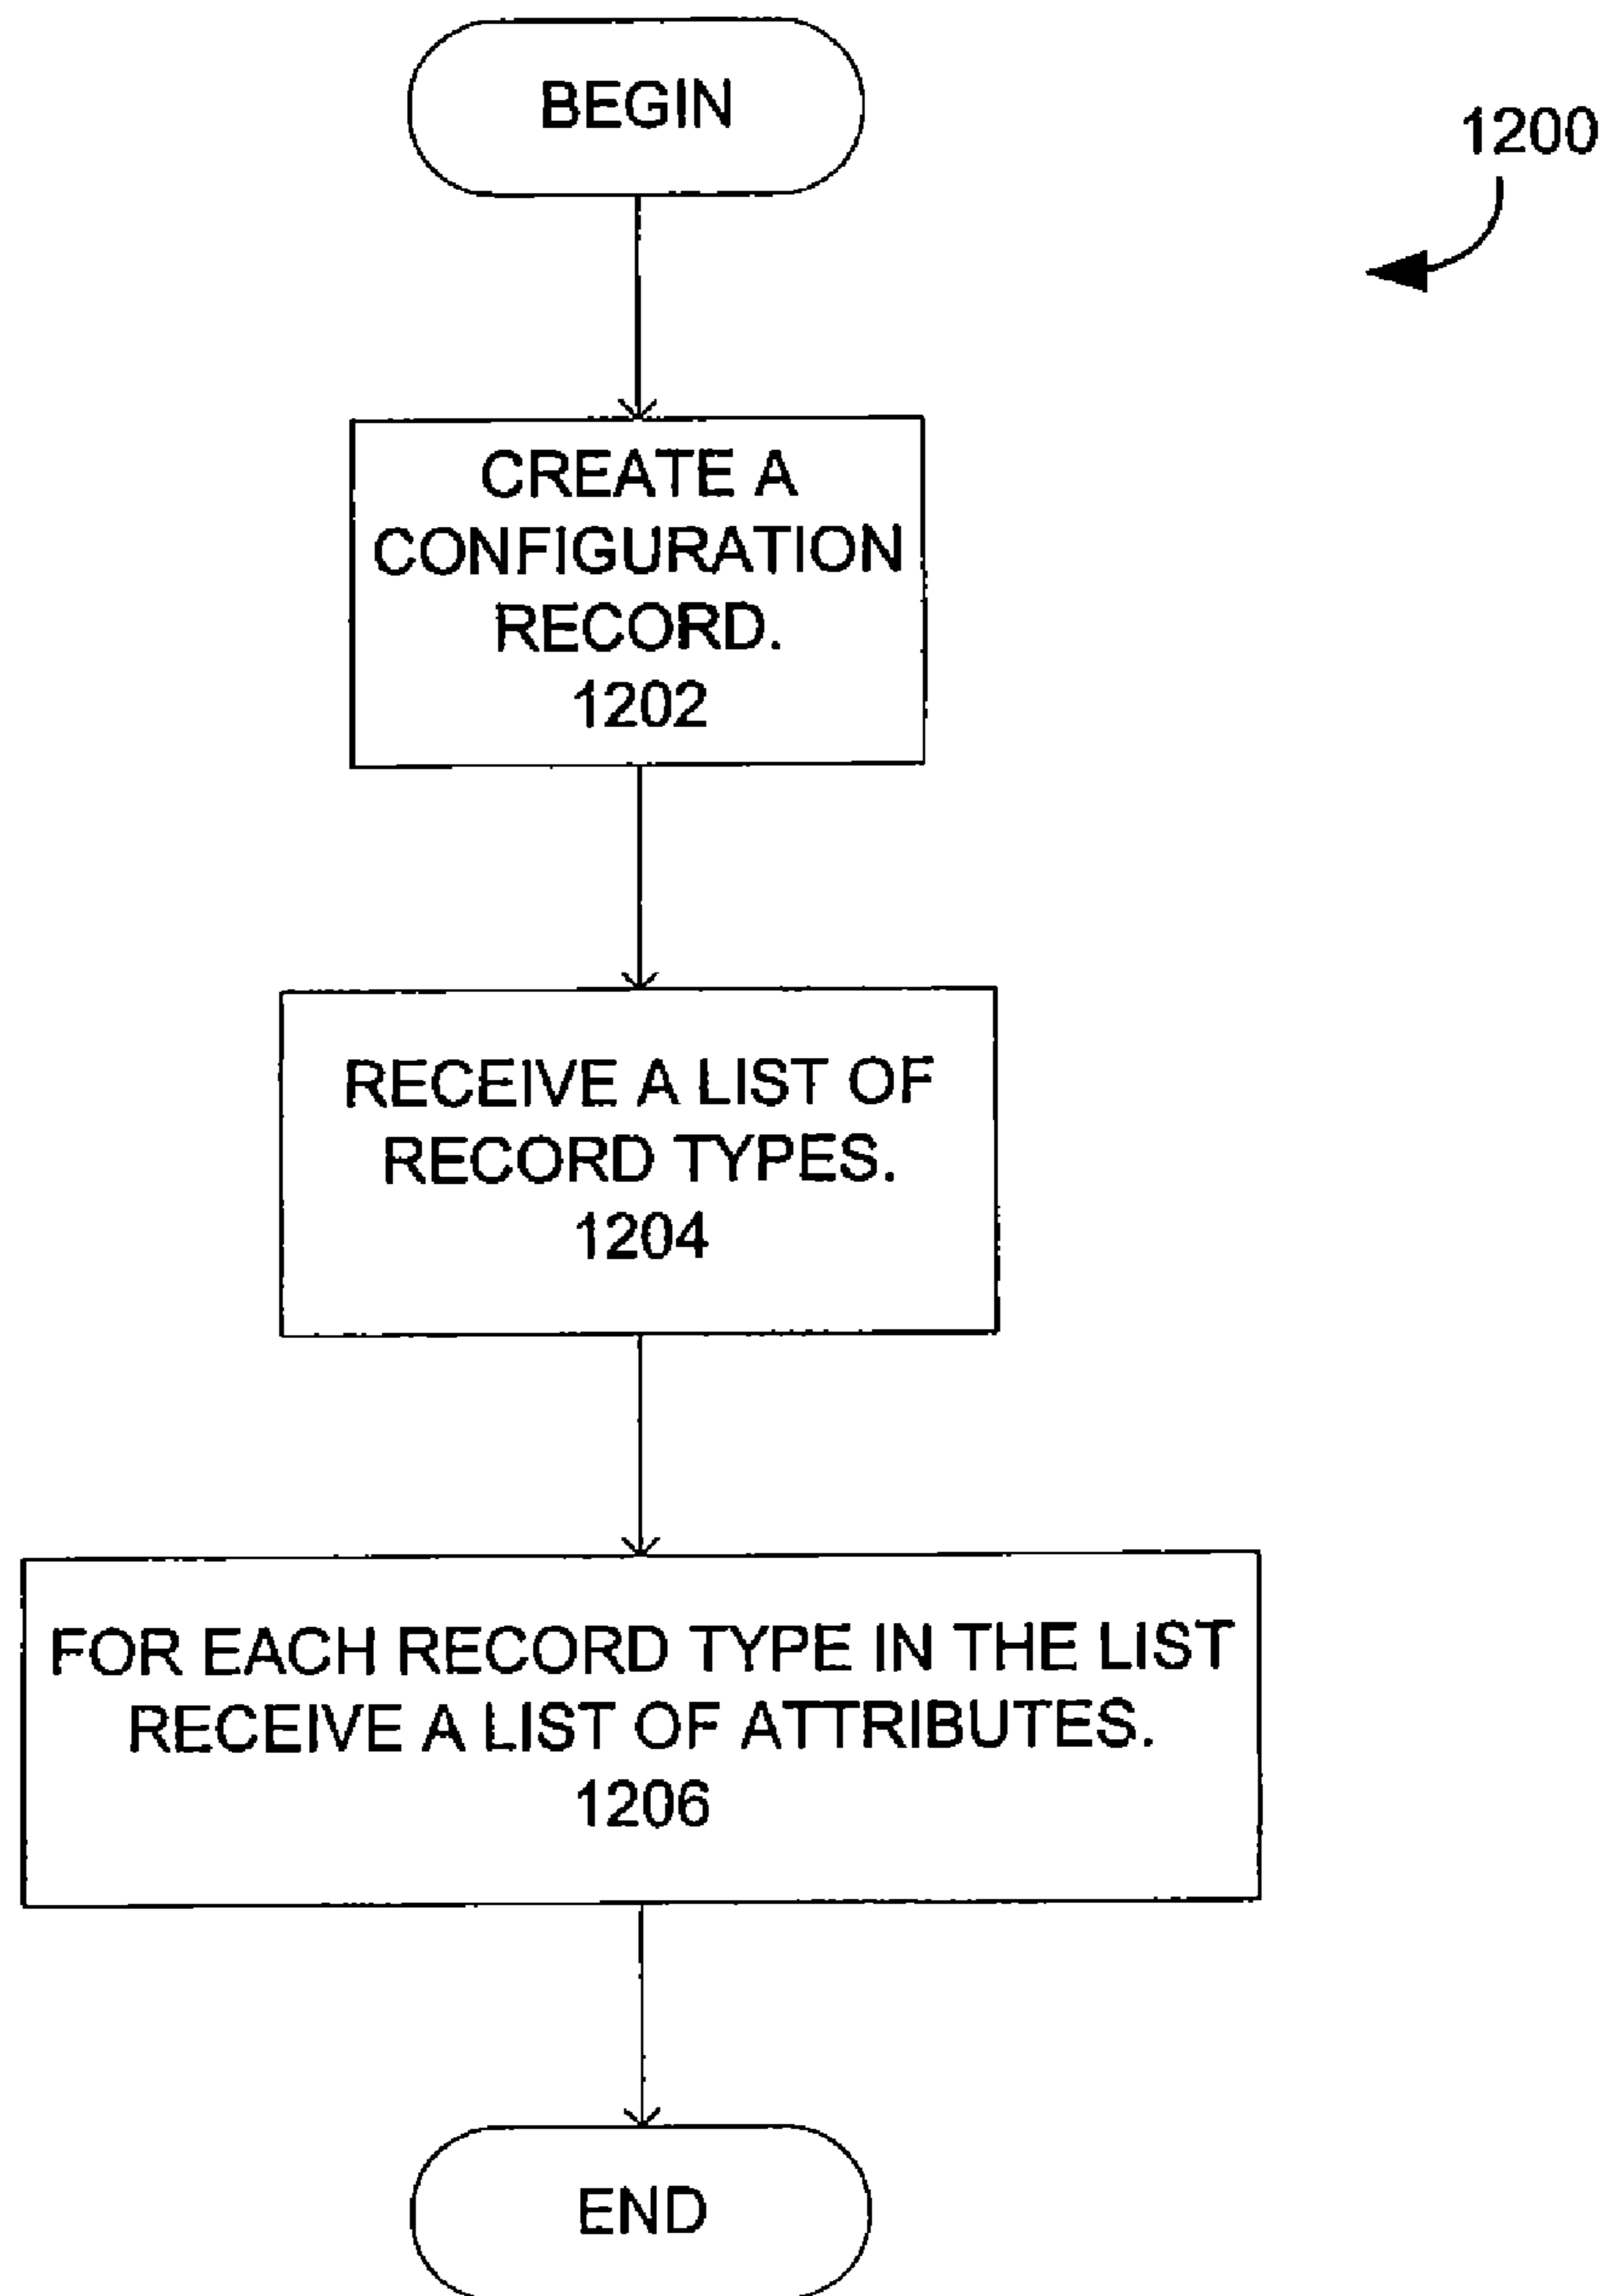 BEGIN
1200
CREATE A
CONFIGURATION
RECORD.
1202
RECEIVE A LIST OF
RECORD TYPES.
1204
FOR EACH RECORD TYPE IN THE LIST
RECEIVE A LIST OF ATTRIBUTES.
1206
END